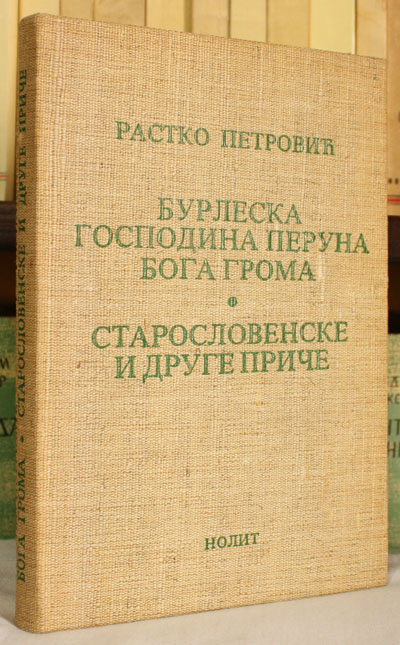 РАСТКО ПЕТРОВИЋ
БУРЛЕСКА
ГОСПОДИНА ПЕРУНА
БОГА ГРОМА
СТАРОСЛОВЕНСКЕ
И ДРУГЕ ПРИЧЕ
НОЛИТ
БОГА ГРОМА • СТАРОСЛОВЕНСКЕ И ДРУГЕ ПРИЧЕ